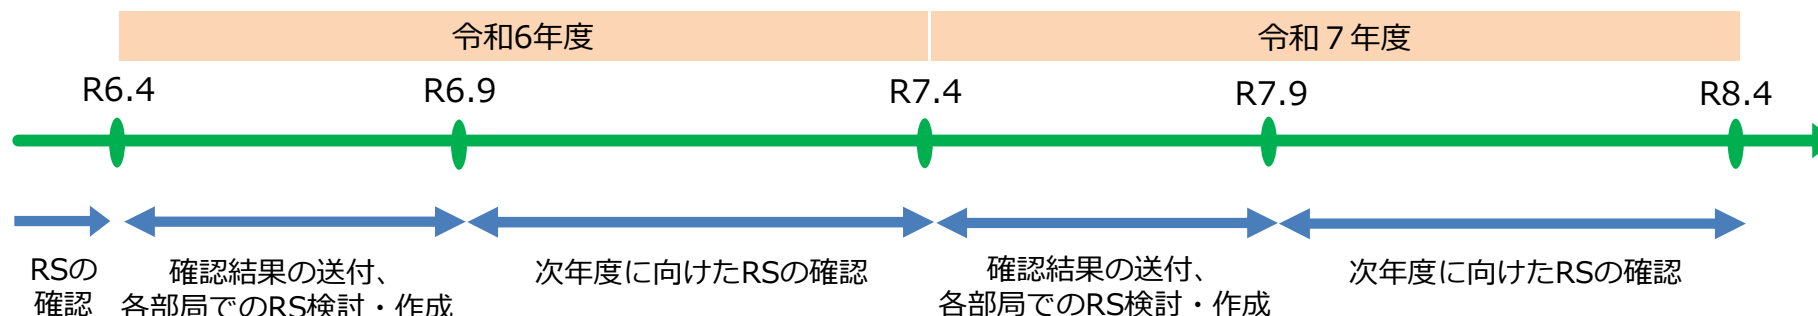 令和6年度
令和７年度
R6.4
R6.9
R7.4
R7.9
R8.4
RSの
確認
確認結果の送付、
各部局でのRS検討・作成
次年度に向けたRSの確認
確認結果の送付、
各部局でのRS検討・作成
次年度に向けたRSの確認